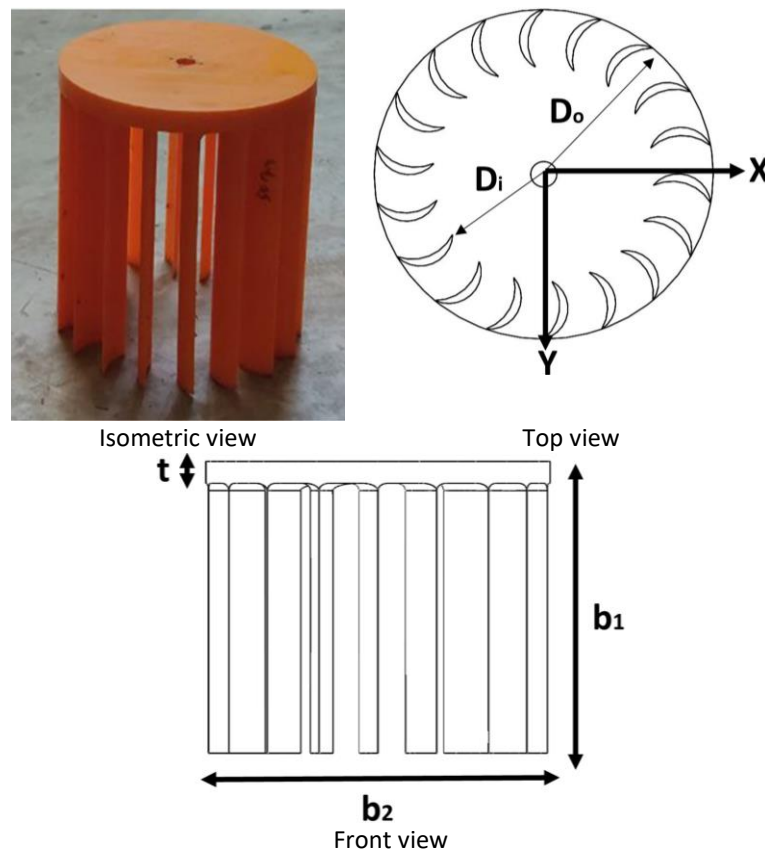 Dₒ
Dᵢ
X
Y
Isometric view
Top view
t
b₁
b₂
Front view